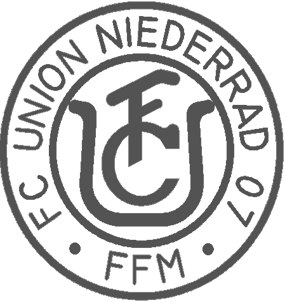 FC UNION NIEDERRAD 07
• FFM •
FCU